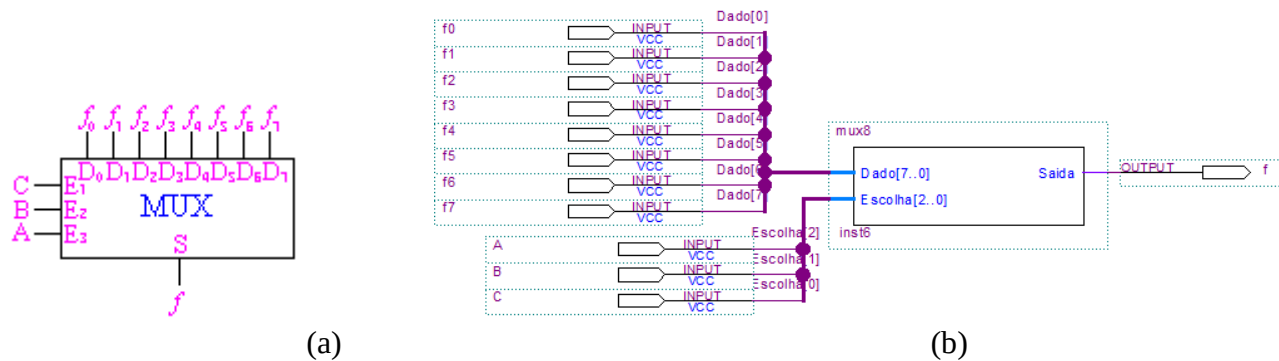 f₀ f₁ f₂ f₃ f₄ f₅ f₆ f₇
D₀ D₁ D₂ D₃ D₄ D₅ D₆ D₇
C E₁
B E₂ MUX
A E₃
S
f
(a)
Dado[0]
f0 INPUT VCC
Dado[1]
f1 INPUT VCC
Dado[2]
f2 INPUT VCC
Dado[3]
f3 INPUT VCC
Dado[4]
f4 INPUT VCC
Dado[5]
f5 INPUT VCC
Dado[6]
f6 INPUT VCC
Dado[7]
f7 INPUT VCC
mux8
Dado[7..0] Saida
Escolha[2..0]
inst6
OUTPUT f
Escolha[2]
A INPUT VCC
Escolha[1]
B INPUT VCC
Escolha[0]
C INPUT VCC
(b)